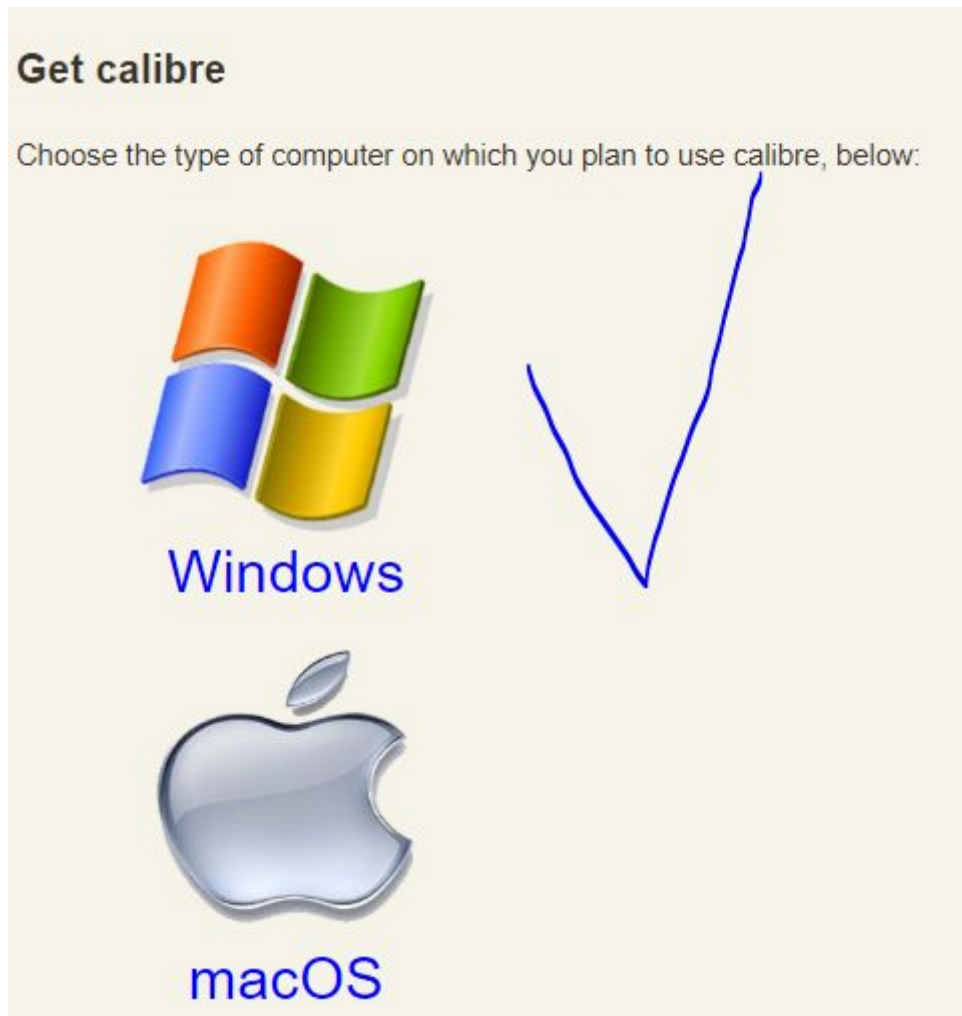 Get calibre
Choose the type of computer on which you plan to use calibre, below:
Windows
macOS